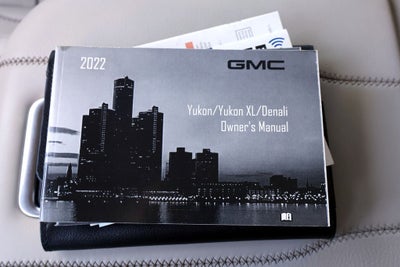 2022
GMC
Yukon/Yukon XL/Denali
Owner's Manual